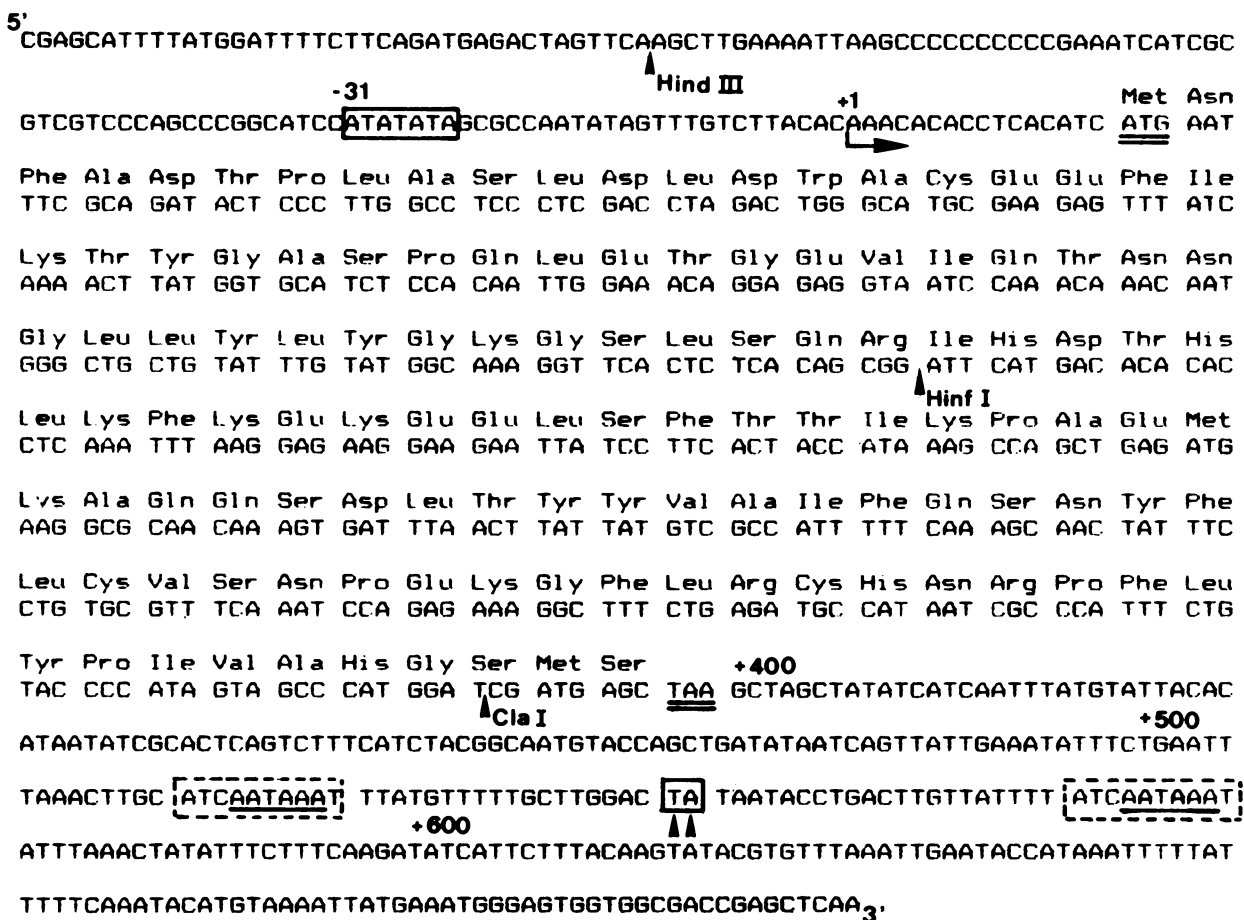 5'
CGAGCATTTTATGGATTTTCTTCAGATGAGACTAGTTCAAGCTTGAAAATTAAGCCCCCCCCCCCGAAATCATCGC
Hind III
-31 +1 Met Asn
GTCGTCCCAGCCCGGCATCCATATATAGCGCCAATATAGTTTGTCTTACACAAACACACCTCACATC ATG AAT
Phe Ala Asp Thr Pro Leu Ala Ser Leu Asp Leu Asp Trp Ala Cys Glu Glu Phe Ile
TTC GCA GAT ACT CCC TTG GCC TCC CTC GAC CTA GAC TGG GCA TGC GAA GAG TTT ATC
Lys Thr Tyr Gly Ala Ser Pro Gln Leu Glu Thr Gly Glu Val Ile Gln Thr Asn Asn
AAA ACT TAT GGT GCA TCT CCA CAA TTG GAA ACA GGA GAG GTA ATC CAA ACA AAC AAT
Gly Leu Leu Tyr Leu Tyr Gly Lys Gly Ser Leu Ser Gln Arg Ile His Asp Thr His
GGG CTG CTG TAT TTG TAT GGC AAA GGT TCA CTC TCA CAG CGG ATT CAT GAC ACA CAC
Hinf I
Leu Lys Phe Lys Glu Lys Glu Glu Leu Ser Phe Thr Thr Ile Lys Pro Ala Glu Met
CTC AAA TTT AAG GAG AAG GAA GAA TTA TCC TTC ACT ACC ATA AAG CCA GCT GAG ATG
Lys Ala Gln Gln Ser Asp Leu Thr Tyr Tyr Val Ala Ile Phe Gln Ser Asn Tyr Phe
AAG GCG CAA CAA AGT GAT TTA ACT TAT TAT GTC GCC ATT TTT CAA AGC AAC TAT TTC
Leu Cys Val Ser Asn Pro Glu Lys Gly Phe Leu Arg Cys His Asn Arg Pro Phe Leu
CTG TGC GTT TCA AAT CCA GAG AAA GGC TTT CTG AGA TGC CAT AAT CGC CCA TTT CTG
Tyr Pro Ile Val Ala His Gly Ser Met Ser +400
TAC CCC ATA GTA GCC CAT GGA TCG ATG AGC TAA GCTAGCTATATCATCAATTTATGTATTACAC
Cla I +500
ATAATATCGCACTCAGTCTTTCATCTACGGCAATGTACCAGCTGATATAATCAGTTATTGAAATATTTCTGAATT
TAAACTTGC ATCAATAAAT TTATGTTTTTGCTTGGAC TA TAATACCTGACTTGTTATTTT ATCAATAAAT
+600
ATTTAAACTATATTTCTTTCAAGATATCATTCTTTACAAGTATACGTGTTTAAATTGAATACCATAAATTTTTAT
TTTTCAAATACATGTAAAATTATGAAATGGGAGTGGTGGCGACCGAGCTCAA3'